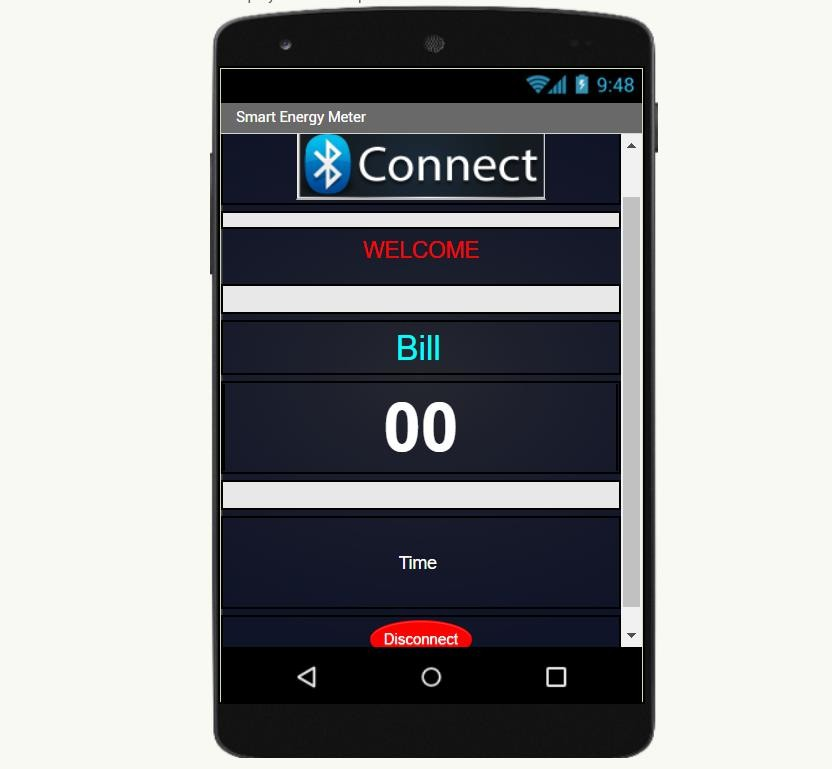 9:48
Smart Energy Meter
Connect
WELCOME
Bill
00
Time
Disconnect